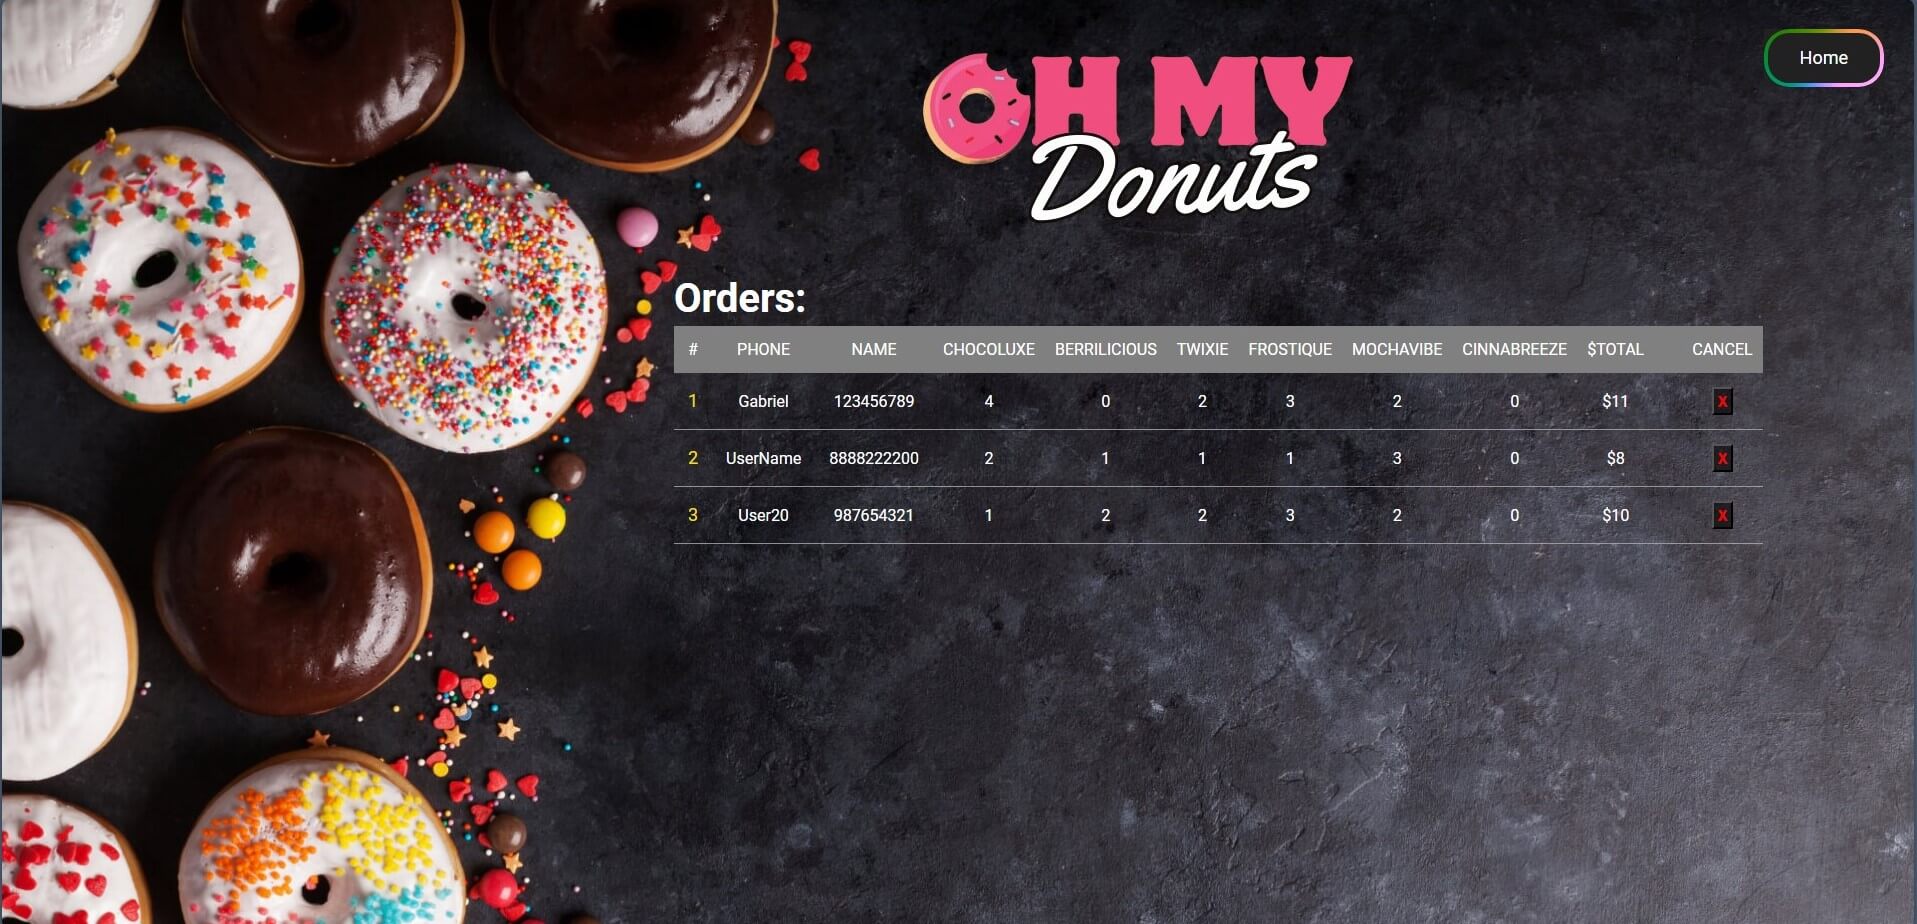 Home
OH MY
Donuts
Orders:
# PHONE NAME CHOCOLUXE BERRILICIOUS TWIXIE FROSTIQUE MOCHAVIBE CINNABREEZE $TOTAL CANCEL
1 Gabriel 123456789 4 0 2 3 2 0 $11 X
2 UserName 8888222200 2 1 1 1 3 0 $8 X
3 User20 987654321 1 2 2 3 2 0 $10 X